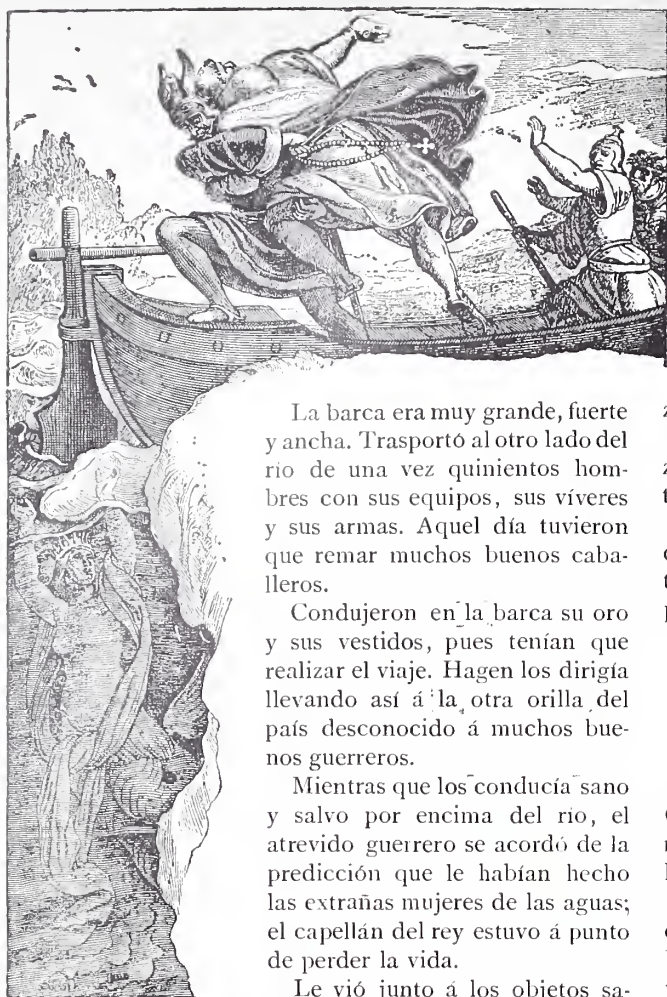 La barca era muy grande, fuerte
y ancha. Trasportó al otro lado del
rio de una vez quinientos hom-
bres con sus equipos, sus víveres
y sus armas. Aquel día tuvieron
que remar muchos buenos caba-
lleros.
Condujeron en la barca su oro
y sus vestidos, pues tenían que
realizar el viaje. Hagen los dirigía
llevando así á la otra orilla del
país desconocido á muchos bue-
nos guerreros.
Mientras que los conducía sano
y salvo por encima del rio, el
atrevido guerrero se acordó de la
predicción que le habían hecho
las extrañas mujeres de las aguas;
el capellán del rey estuvo á punto
de perder la vida.
Le vió junto á los objetos sa-